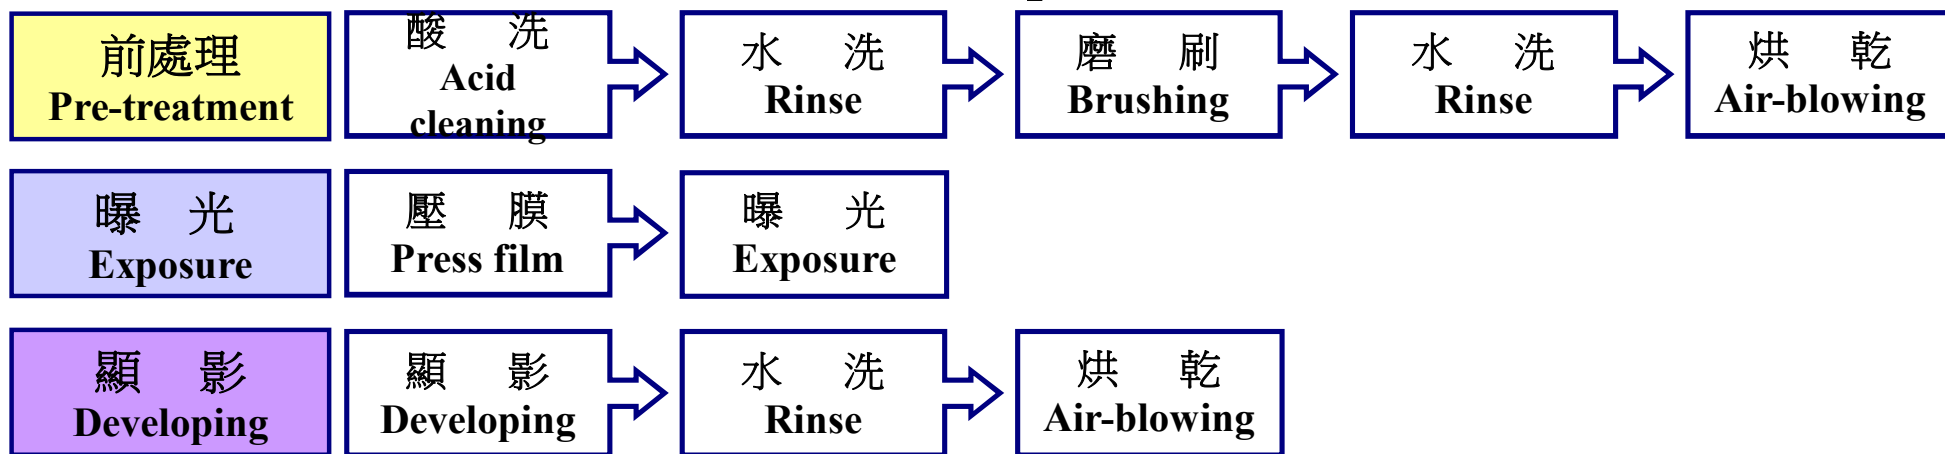 前處理
Pre-treatment
酸 洗
Acid
cleaning
水 洗
Rinse
磨 刷
Brushing
水 洗
Rinse
烘 乾
Air-blowing
曝 光
Exposure
壓 膜
Press film
曝 光
Exposure
顯 影
Developing
顯 影
Developing
水 洗
Rinse
烘 乾
Air-blowing